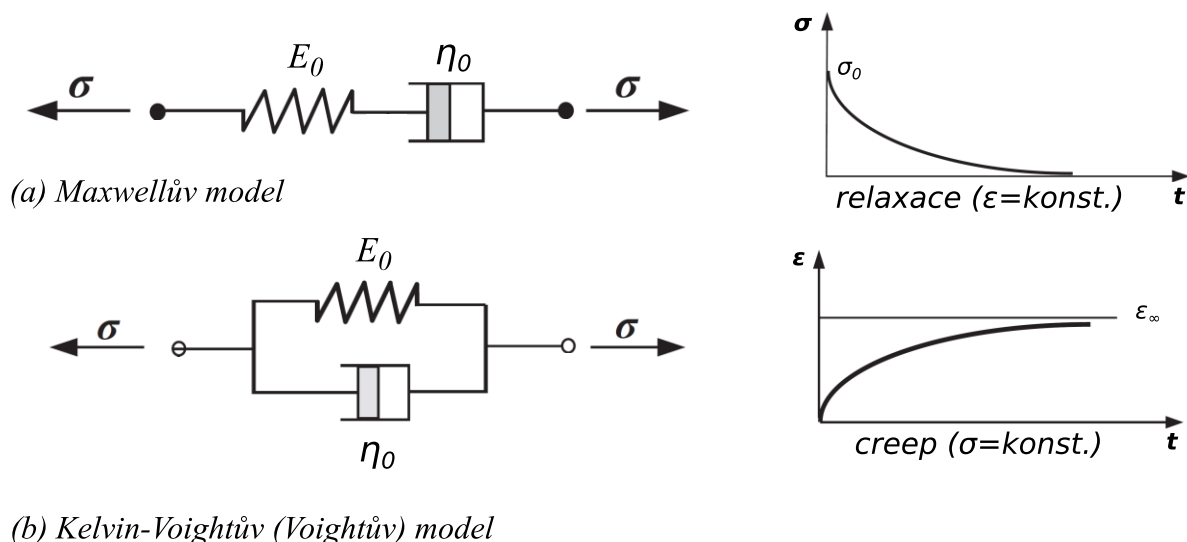 E₀
η₀
σ
σ
(a) Maxwellův model
σ
σ₀
relaxace (ε=konst.)
t
E₀
σ
σ
η₀
(b) Kelvin-Voightův (Voightův) model
ε
ε∞
creep (σ=konst.)
t